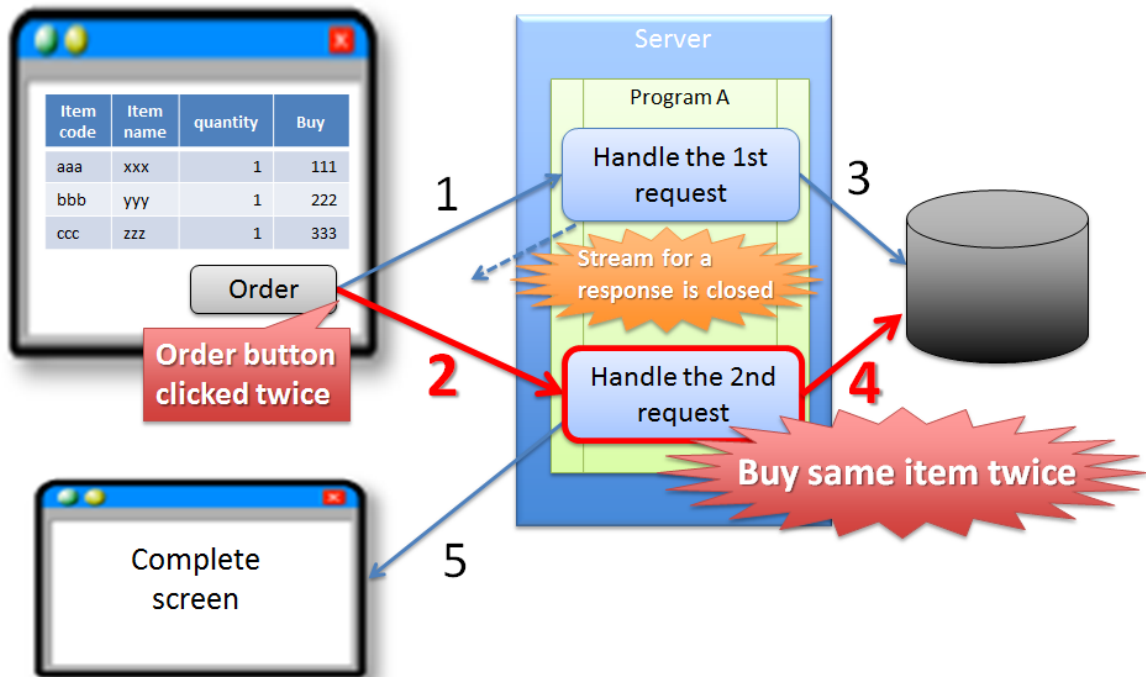 Server
Program A
Item code
Item name
quantity
Buy
aaa xxx 1 111
bbb yyy 1 222
ccc zzz 1 333
Order
Order button
clicked twice
1
Handle the 1st
request
3
Stream for a
response is closed
2
Handle the 2nd
request
4
Buy same item twice
5
Complete
screen